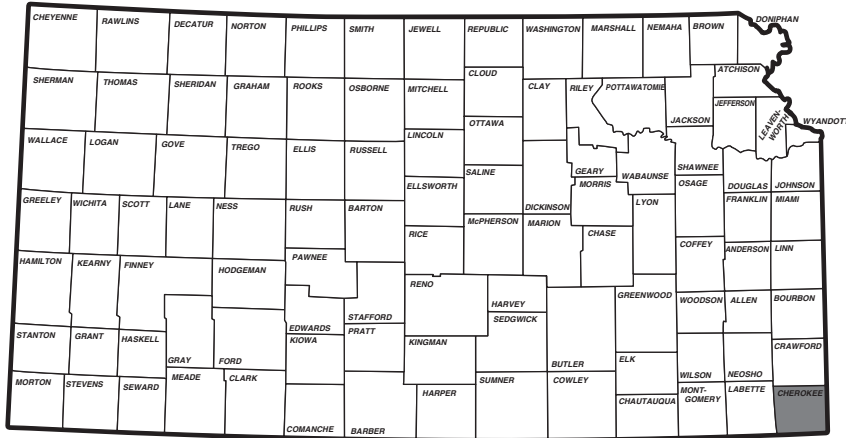 CHEYENNE
RAWLINS
DECATUR
NORTON
PHILLIPS
SMITH
JEWELL
REPUBLIC
WASHINGTON
MARSHALL
NEMAHA
BROWN
DONIPHAN
SHERMAN
THOMAS
SHERIDAN
GRAHAM
ROOKS
OSBORNE
MITCHELL
CLOUD
CLAY
RILEY
POTTAWATOMIE
ATCHISON
JACKSON
JEFFERSON
LEAVEN-
WORTH
WYANDOTT
WALLACE
LOGAN
GOVE
TREGO
ELLIS
RUSSELL
LINCOLN
OTTAWA
SALINE
ELLSWORTH
DICKINSON
GEARY
MORRIS
WABAUNSE
SHAWNEE
OSAGE
DOUGLAS
JOHNSON
GREELEY
WICHITA
SCOTT
LANE
NESS
RUSH
BARTON
RICE
McPHERSON
MARION
CHASE
LYON
COFFEY
FRANKLIN
MIAMI
ANDERSON
LINN
HAMILTON
KEARNY
FINNEY
HODGEMAN
PAWNEE
STAFFORD
EDWARDS
RENO
HARVEY
SEDGWICK
BUTLER
GREENWOOD
WOODSON
ALLEN
BOURBON
STANTON
GRANT
HASKELL
GRAY
FORD
KIOWA
PRATT
KINGMAN
ELK
WILSON
NEOSHO
CRAWFORD
MORTON
STEVENS
SEWARD
MEADE
CLARK
COMANCHE
BARBER
HARPER
SUMNER
COWLEY
CHAUTAUQUA
MONT-
GOMERY
LABETTE
CHEROKEE